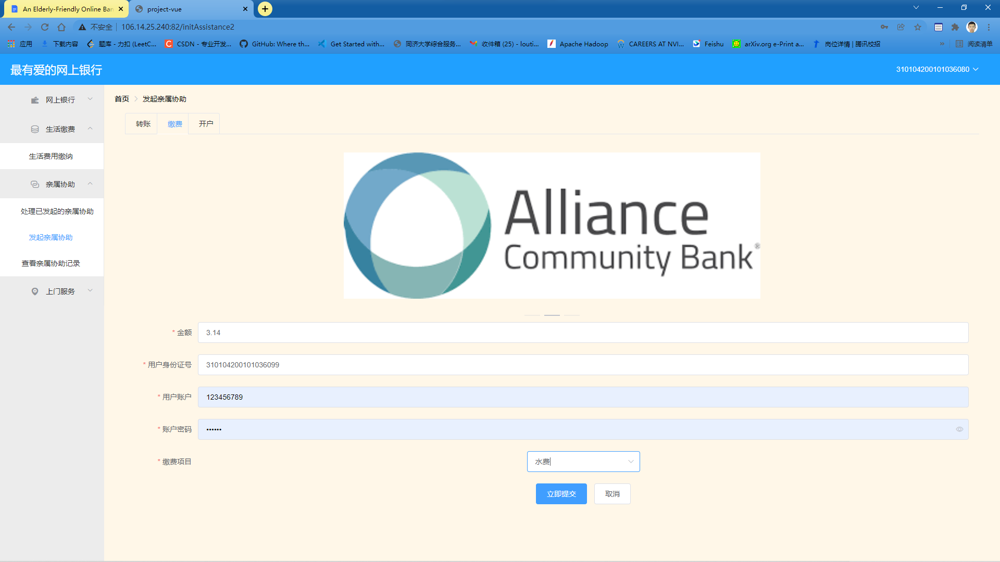 An Elderly-Friendly Online Ban
project-vue
不安全
106.14.25.240:82/initAssistance2
应用
下载内容
题库 - 力扣 (LeetC...
CSDN - 专业开发...
GitHub: Where th...
Get Started with...
同济大学综合服务...
收件箱 (25) - louti...
Apache Hadoop
CAREERS AT NVI...
Feishu
arXiv.org e-Print a...
岗位详情 | 腾讯校招
»
阅读清单
最有爱的网上银行
310104200101036080
网上银行
生活缴费
生活费用缴纳
亲属协助
处理已发起的亲属协助
发起亲属协助
查看亲属协助记录
上门服务
首页
发起亲属协助
转账
缴费
开户
Alliance
Community Bank®
* 金额
3.14
* 用户身份证号
310104200101036099
* 用户账户
123456789
* 账户密码
••••••
* 缴费项目
水费
立即提交
取消